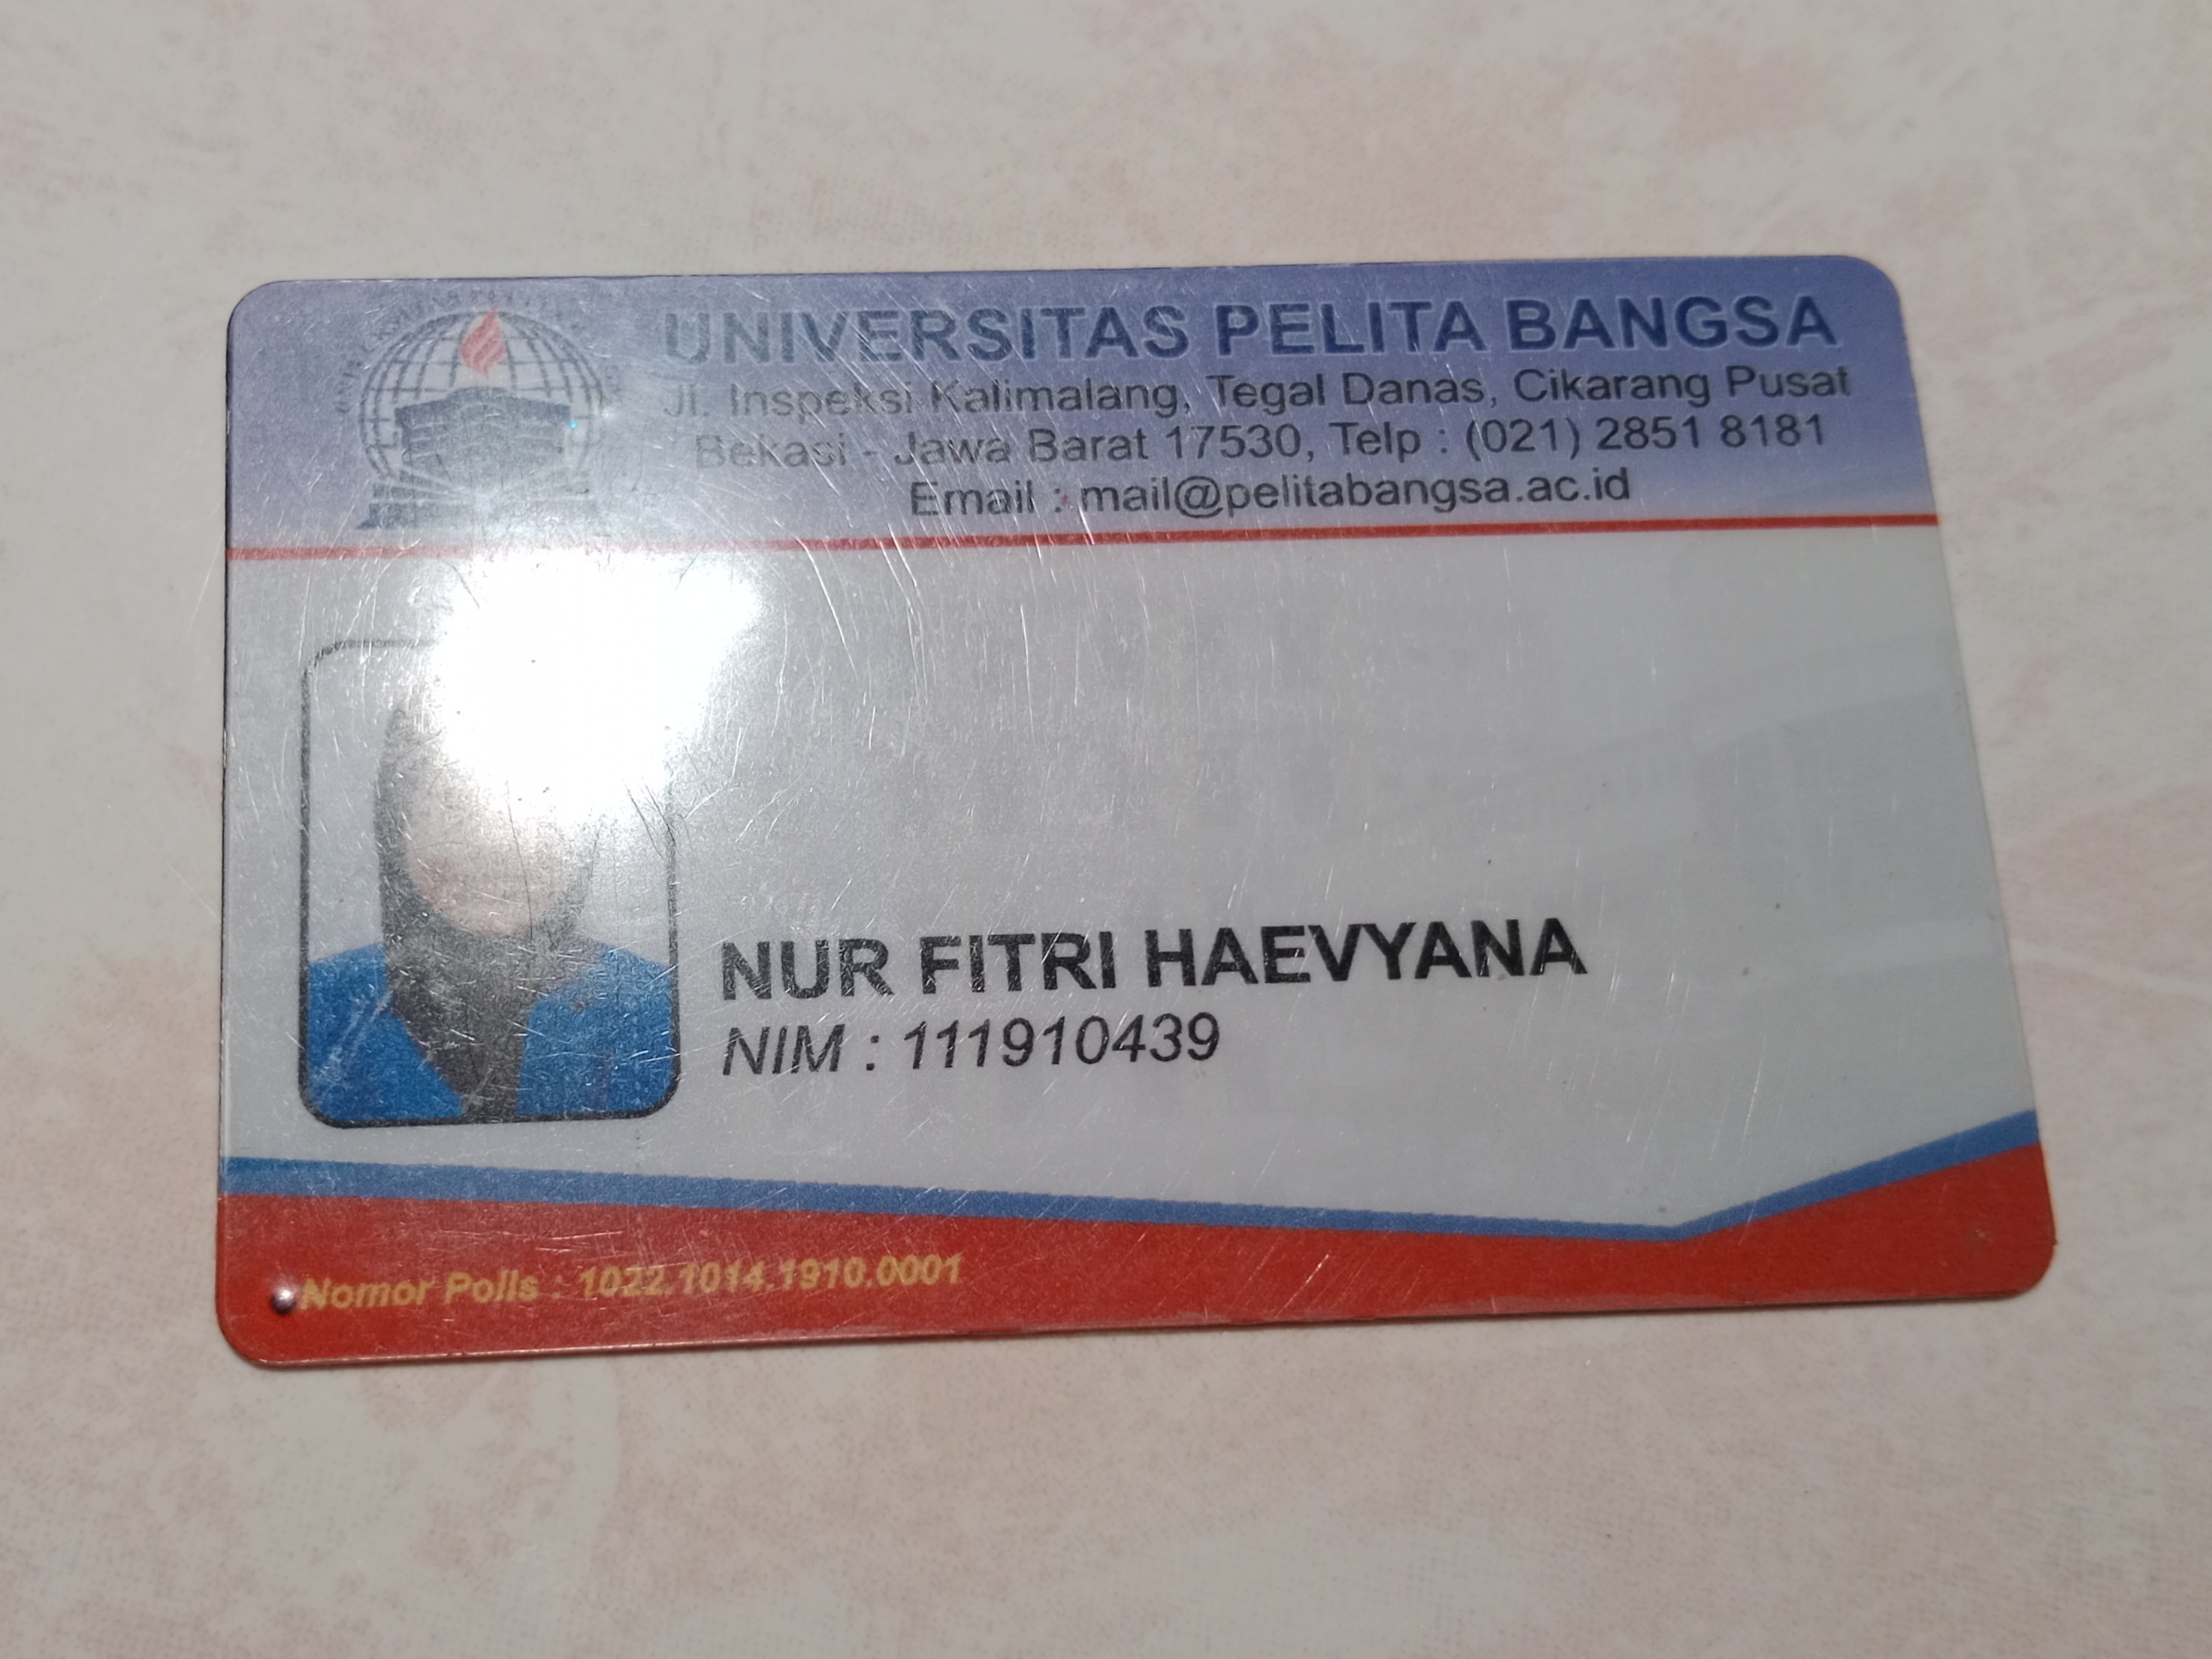 UNIVERSITAS PELITA BANGSA
Jl. Inspeksi Kalimalang, Tegal Danas, Cikarang Pusat
Bekasi - Jawa Barat 17530, Telp : (021) 2851 8181
Email : mail@pelitabangsa.ac.id
NUR FITRI HAEVYANA
NIM : 111910439
Nomor Polis : 1022.1014.1910.0001